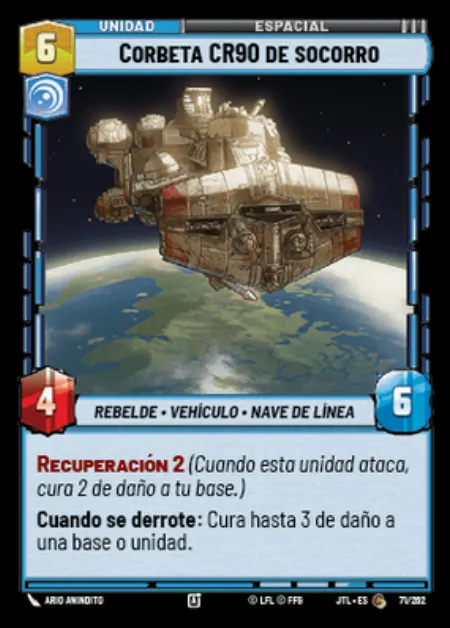 UNIDAD
ESPACIAL
6
CORBETA CR90 DE SOCORRO
4
REBELDE • VEHÍCULO • NAVE DE LÍNEA
6
RECUPERACIÓN 2 (Cuando esta unidad ataca,
cura 2 de daño a tu base.)
Cuando se derrote: Cura hasta 3 de daño a
una base o unidad.
ARIO ANINDITO
© LFL © FFG
JTL • ES
71/262